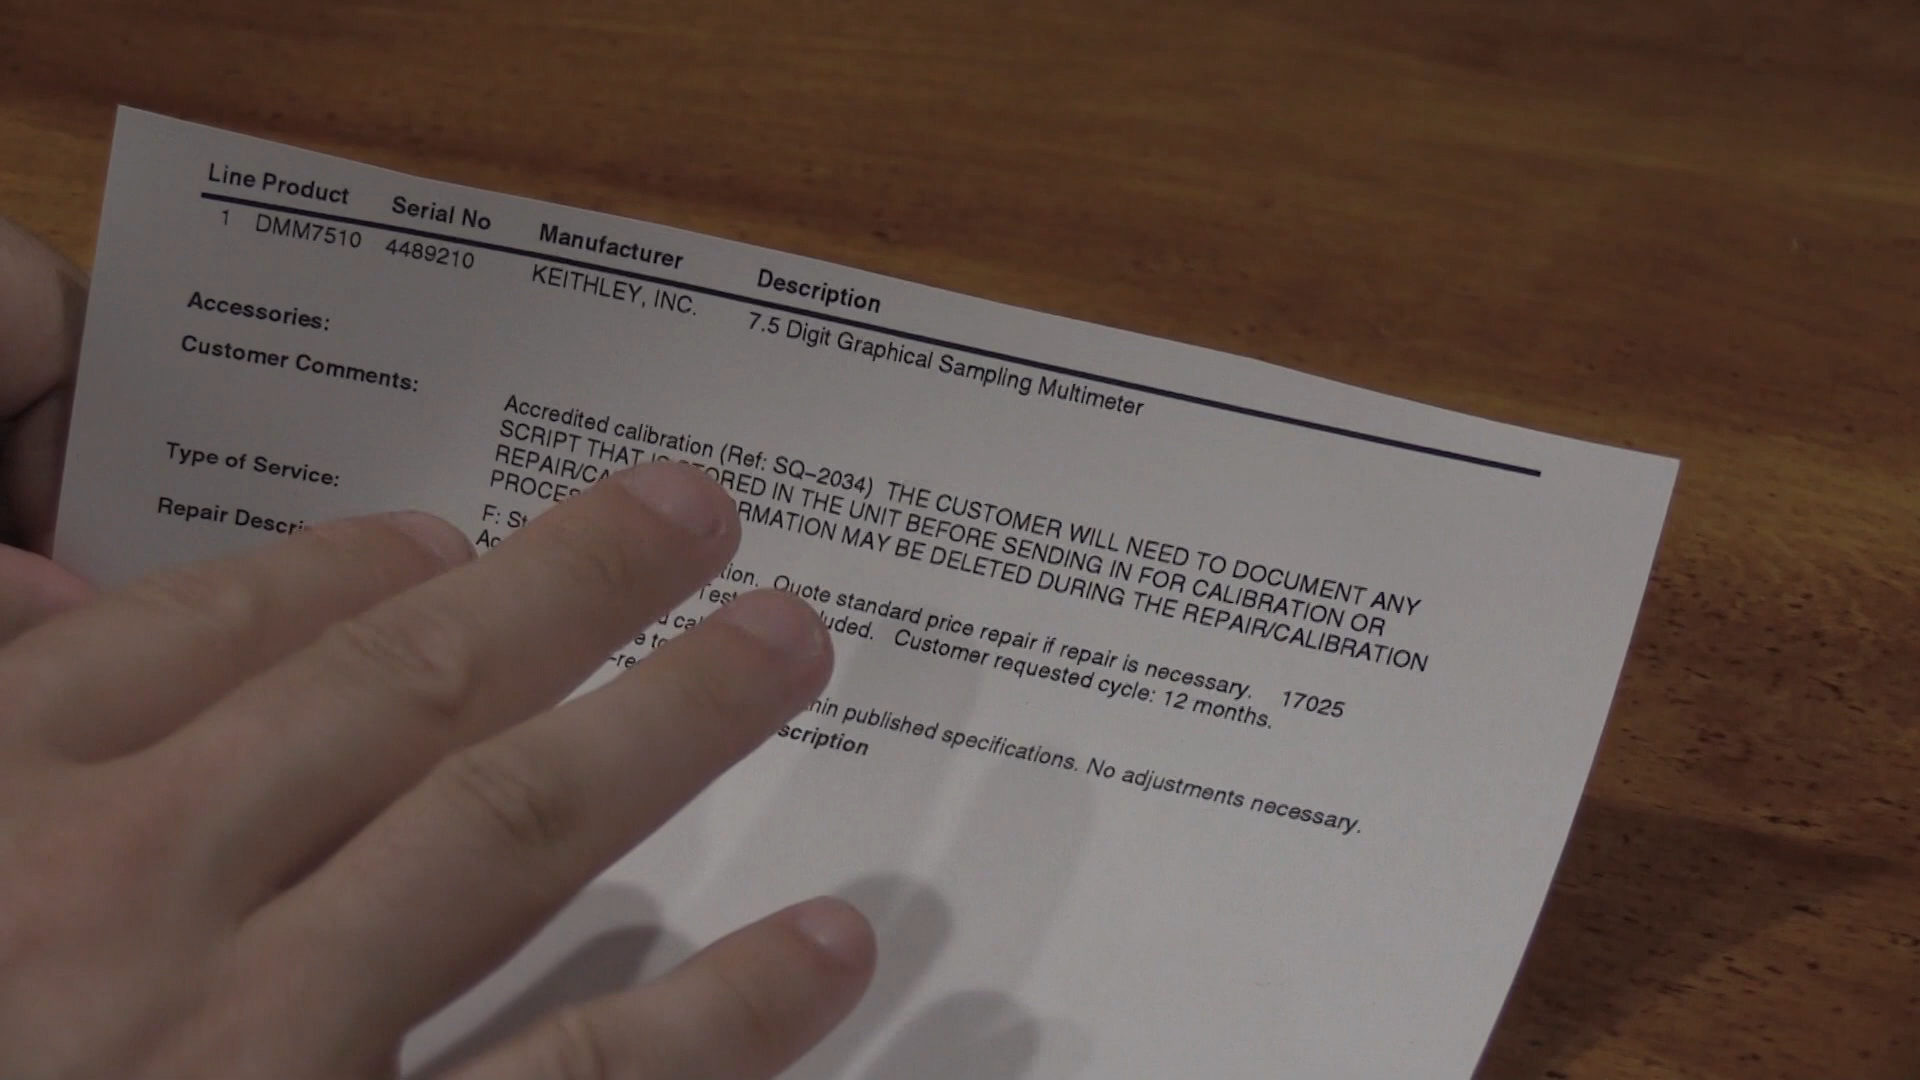 Line Product Serial No Manufacturer Description
1 DMM7510 4489210 KEITHLEY, INC. 7.5 Digit Graphical Sampling Multimeter
Accessories:
Customer Comments:
Accredited calibration (Ref: SQ–2034) THE CUSTOMER WILL NEED TO DOCUMENT ANY
SCRIPT THAT STORED IN THE UNIT BEFORE SENDING IN FOR CALIBRATION OR
MAY BE DELETED DURING THE REPAIR/CALIBRATION
Type of Service:
F: Quote standard price repair if repair is necessary. 17025
Repair
Customer requested cycle: 12 months.
published specifications. No adjustments necessary.